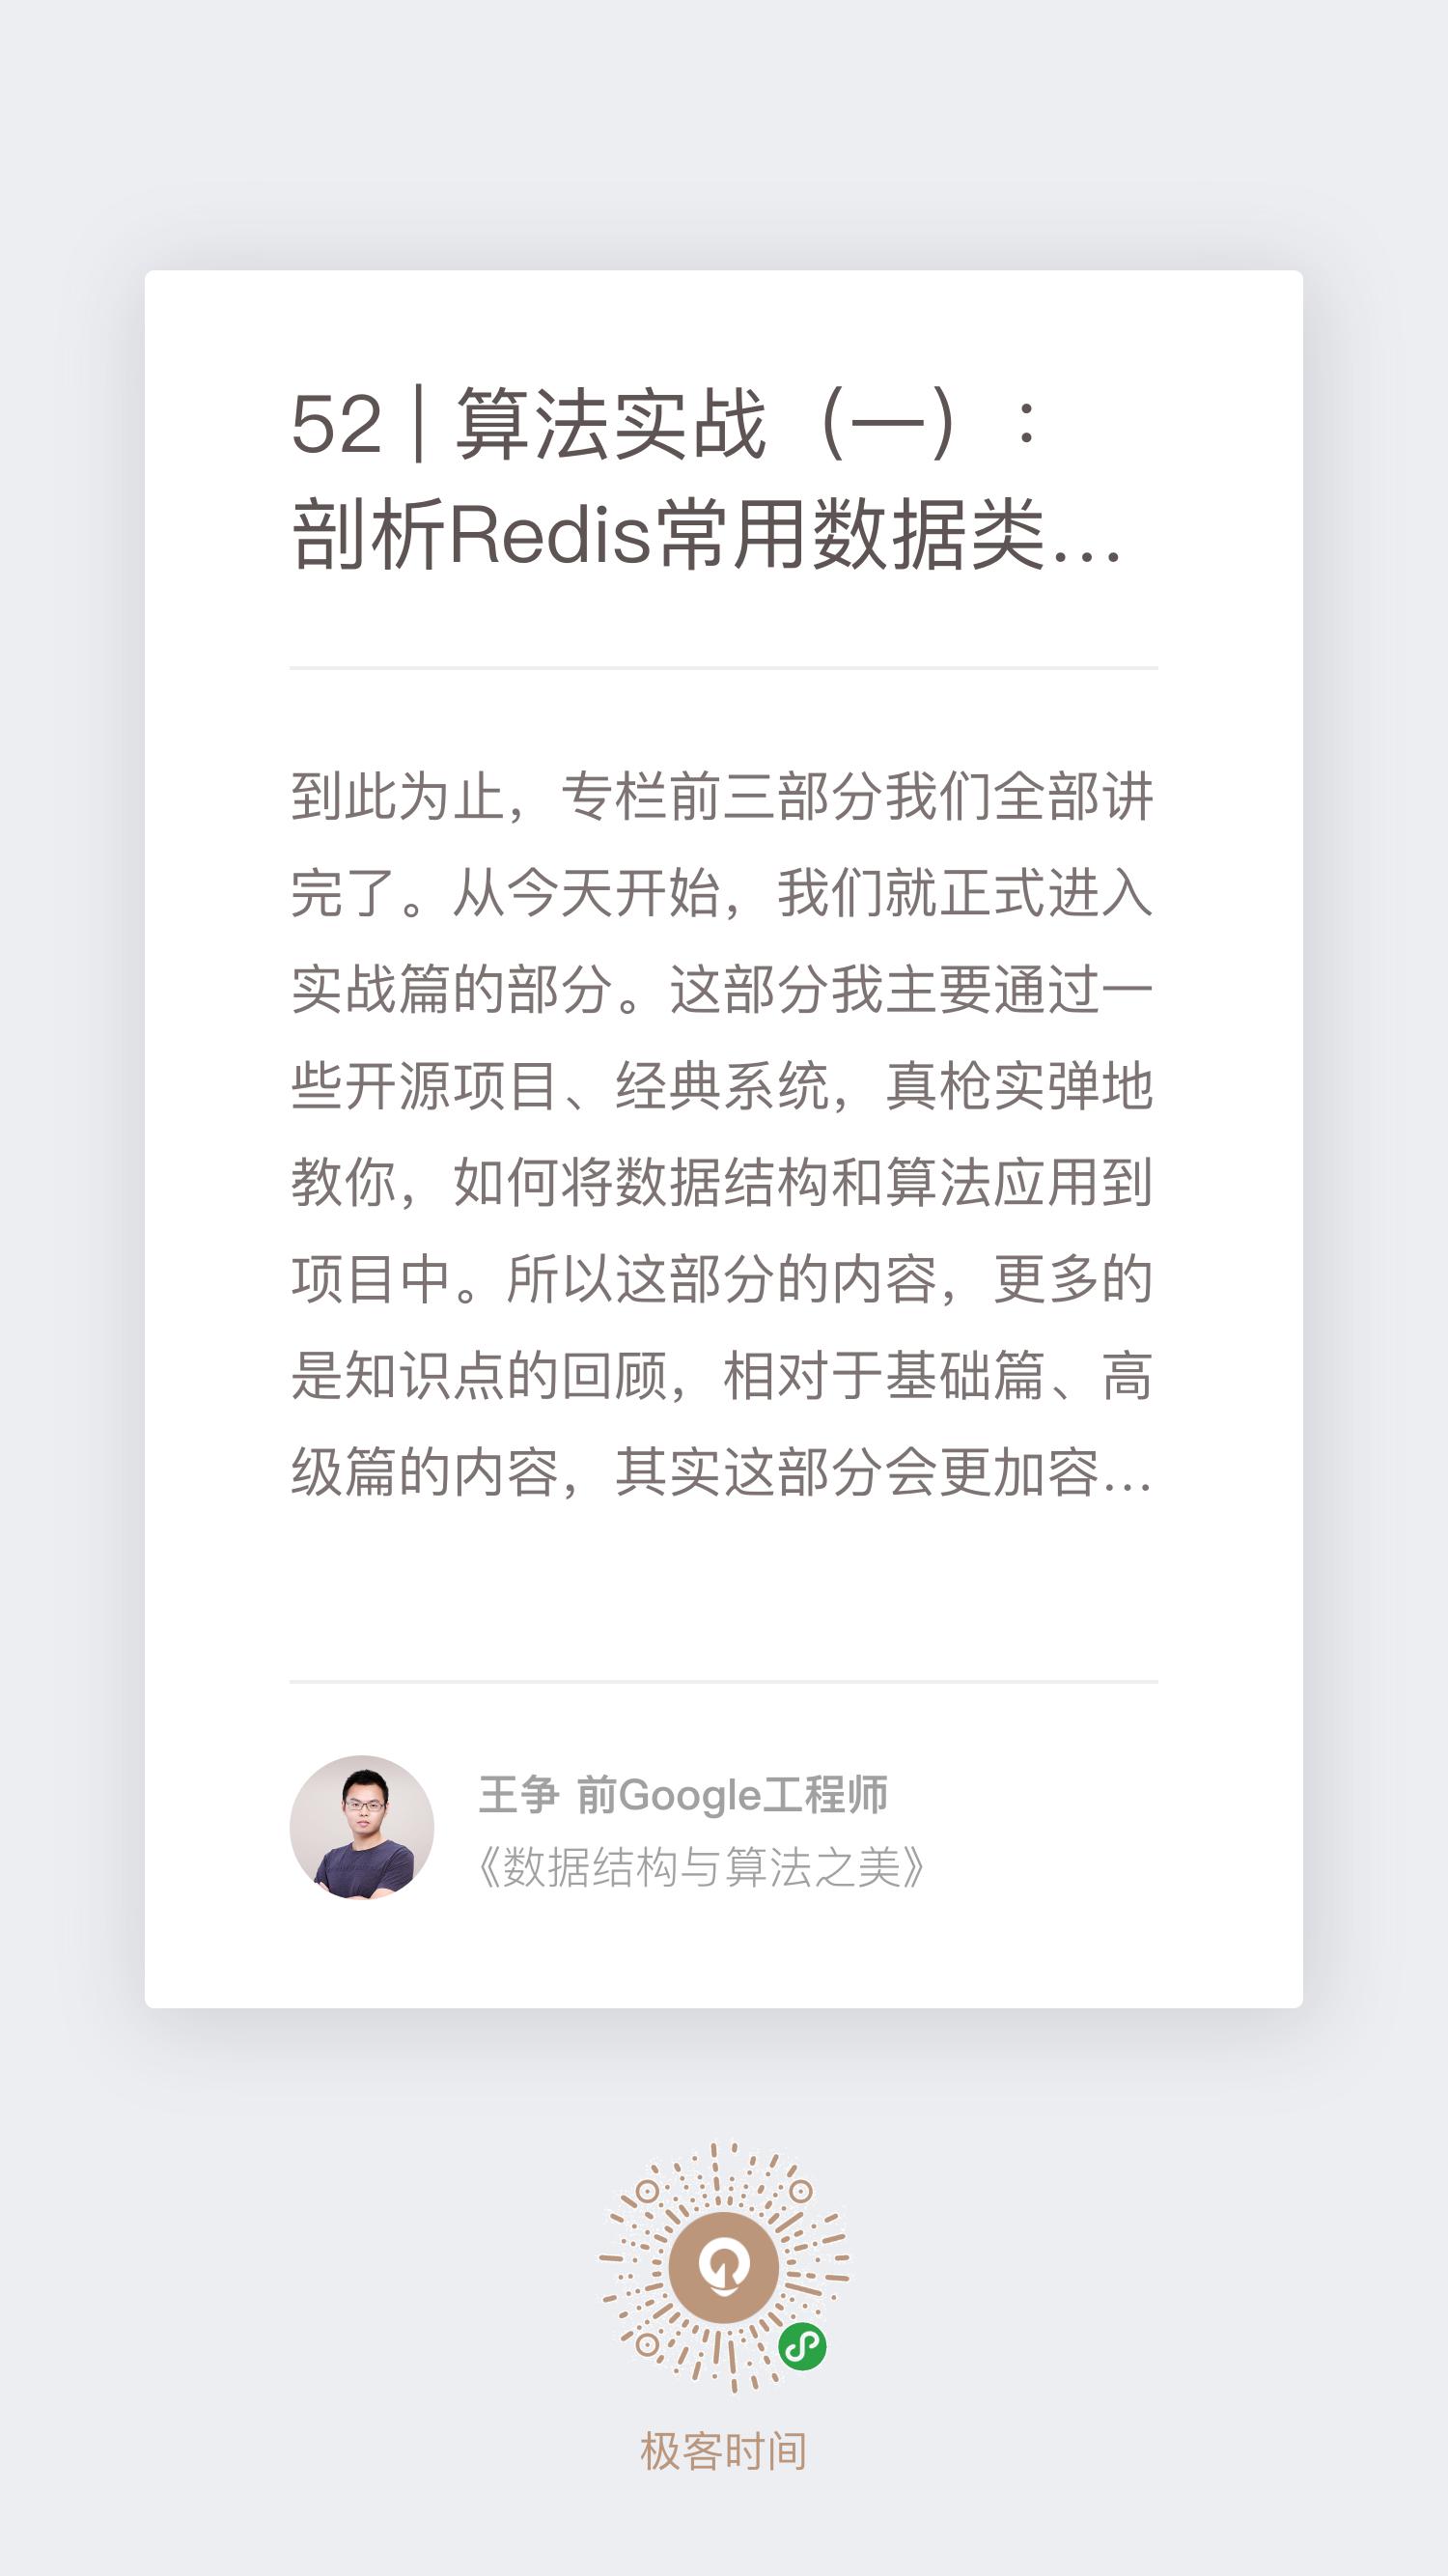 52 | 算法实战（一）：
剖析Redis常用数据类…
到此为止，专栏前三部分我们全部讲
完了。从今天开始，我们就正式进入
实战篇的部分。这部分我主要通过一
些开源项目、经典系统，真枪实弹地
教你，如何将数据结构和算法应用到
项目中。所以这部分的内容，更多的
是知识点的回顾，相对于基础篇、高
级篇的内容，其实这部分会更加容…
王争 前Google工程师
《数据结构与算法之美》
极客时间